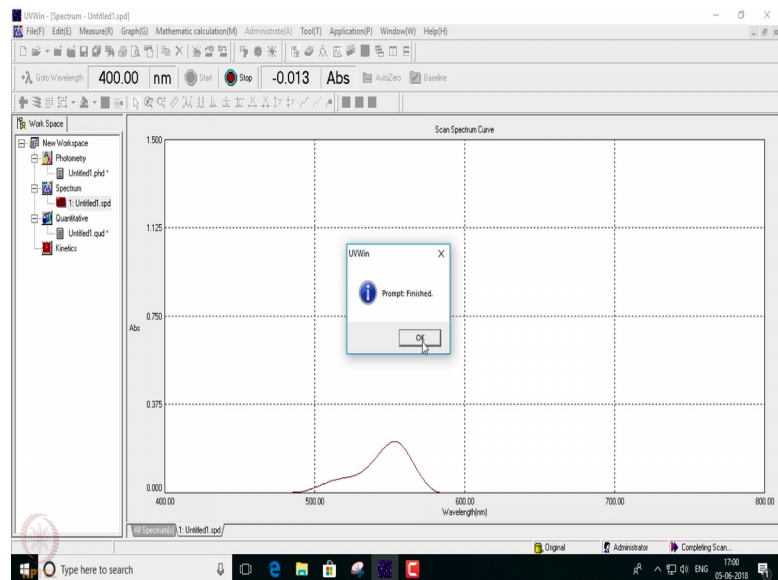 UVWin - [Spectrum - Untitled1.spd]
File(F) Edit(E) Measure(R) Graph(G) Mathematic calculation(M) Administrate(A) Tool(T) Application(P) Window(W) Help(H)
Goto Wavelength 400.00 nm Start Stop -0.013 Abs AutoZero Baseline
Work Space
New Workspace
Photometry
Untitled1.phd *
Spectrum
1: Untitled1.spd
Quantitative
Untitled1.qud *
Kinetics
Scan Spectrum Curve
1.500
1.125
0.750
Abs
0.375
0.000
400.00 500.00 600.00 700.00 800.00
Wavelength(nm)
UVWin X
Prompt: Finished.
OK
All Spectrum(s) 1: Untitled1.spd
Original Administrator Completing Scan...
Type here to search
ENG
17:00
05-06-2018